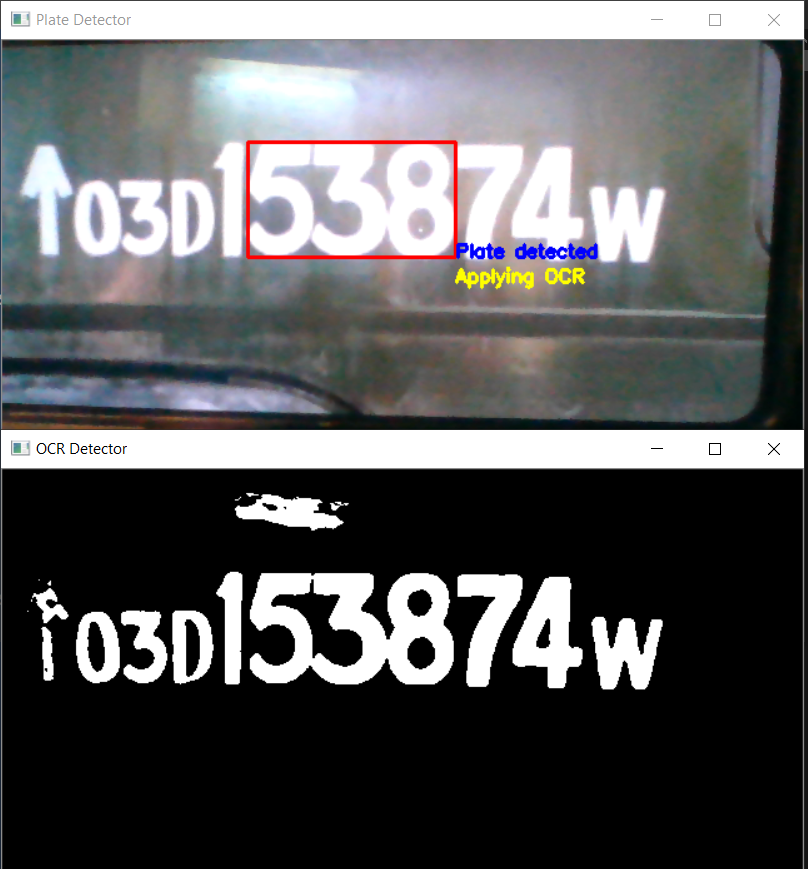 Plate Detector
↑03D153874W
Plate detected
Applying OCR
OCR Detector
↑03D153874W